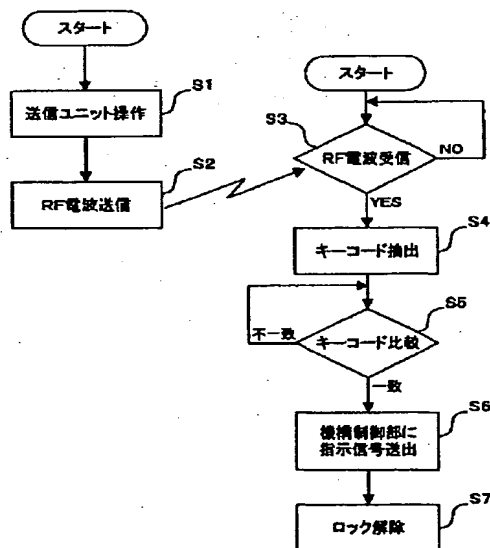 スタート
S1
送信ユニット操作
S2
RF電波送信
スタート
S3
RF電波受信
NO
YES
S4
キーコード抽出
S5
不一致
キーコード比較
一致
S6
機構制御部に
指示信号送出
S7
ロック解除